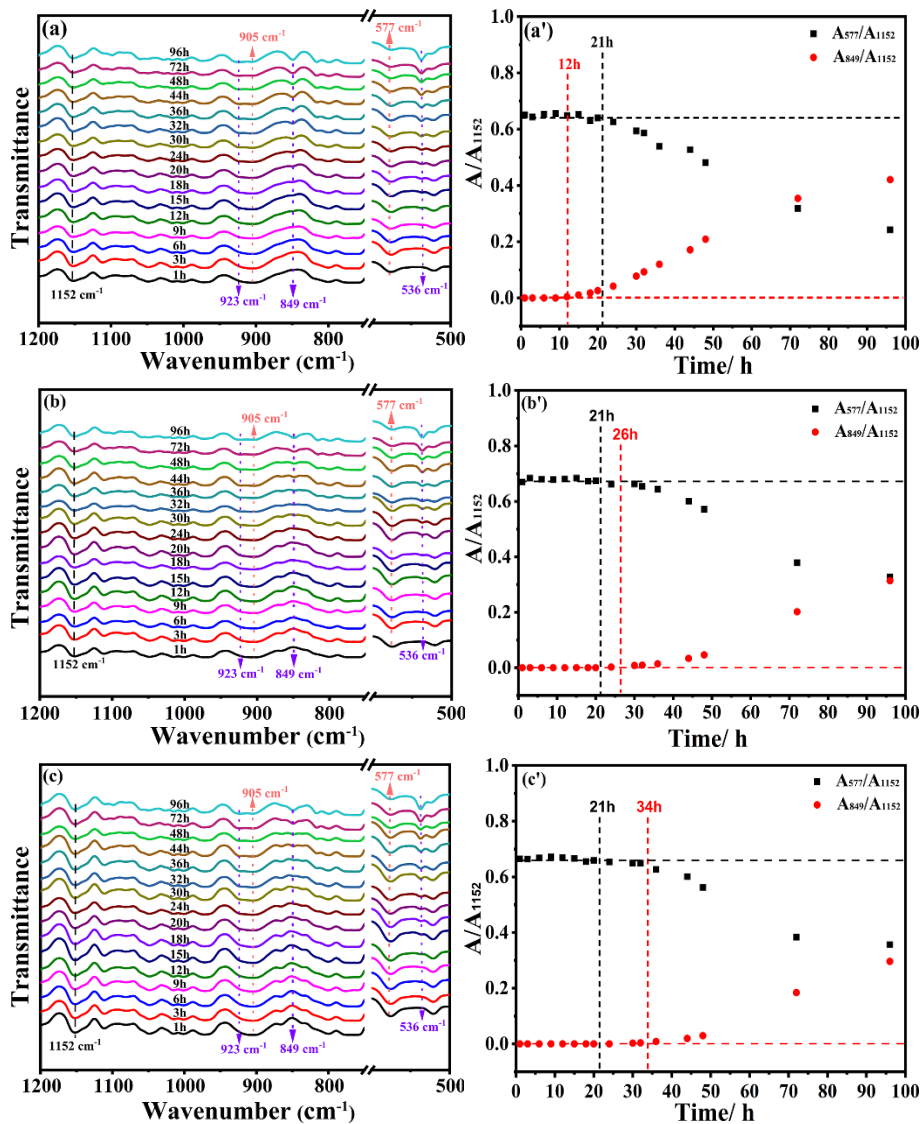 (a)
905 cm⁻¹
577 cm⁻¹
96h
72h
48h
44h
36h
32h
30h
24h
20h
18h
15h
12h
9h
6h
3h
1h
1152 cm⁻¹
923 cm⁻¹
849 cm⁻¹
536 cm⁻¹
Transmittance
1200 1100 1000 900 800 500
Wavenumber (cm⁻¹)
(a')
12h
21h
A577/A1152
A849/A1152
A/A1152
1.0
0.8
0.6
0.4
0.2
0.0
0 10 20 30 40 50 60 70 80 90 100
Time/ h
(b)
577 cm⁻¹
905 cm⁻¹
96h
72h
48h
44h
36h
32h
30h
24h
20h
18h
15h
12h
9h
6h
3h
1h
1152 cm⁻¹
923 cm⁻¹
849 cm⁻¹
536 cm⁻¹
Transmittance
1200 1100 1000 900 800 500
Wavenumber (cm⁻¹)
(b')
21h
26h
A577/A1152
A849/A1152
A/A1152
1.0
0.8
0.6
0.4
0.2
0.0
0 10 20 30 40 50 60 70 80 90 100
Time/ h
(c)
577 cm⁻¹
905 cm⁻¹
96h
72h
48h
44h
36h
32h
30h
24h
20h
18h
15h
12h
9h
6h
3h
1h
1152 cm⁻¹
923 cm⁻¹
849 cm⁻¹
536 cm⁻¹
Transmittance
1200 1100 1000 900 800 500
Wavenumber (cm⁻¹)
(c')
21h
34h
A577/A1152
A849/A1152
A/A1152
1.0
0.8
0.6
0.4
0.2
0.0
0 10 20 30 40 50 60 70 80 90 100
Time/ h